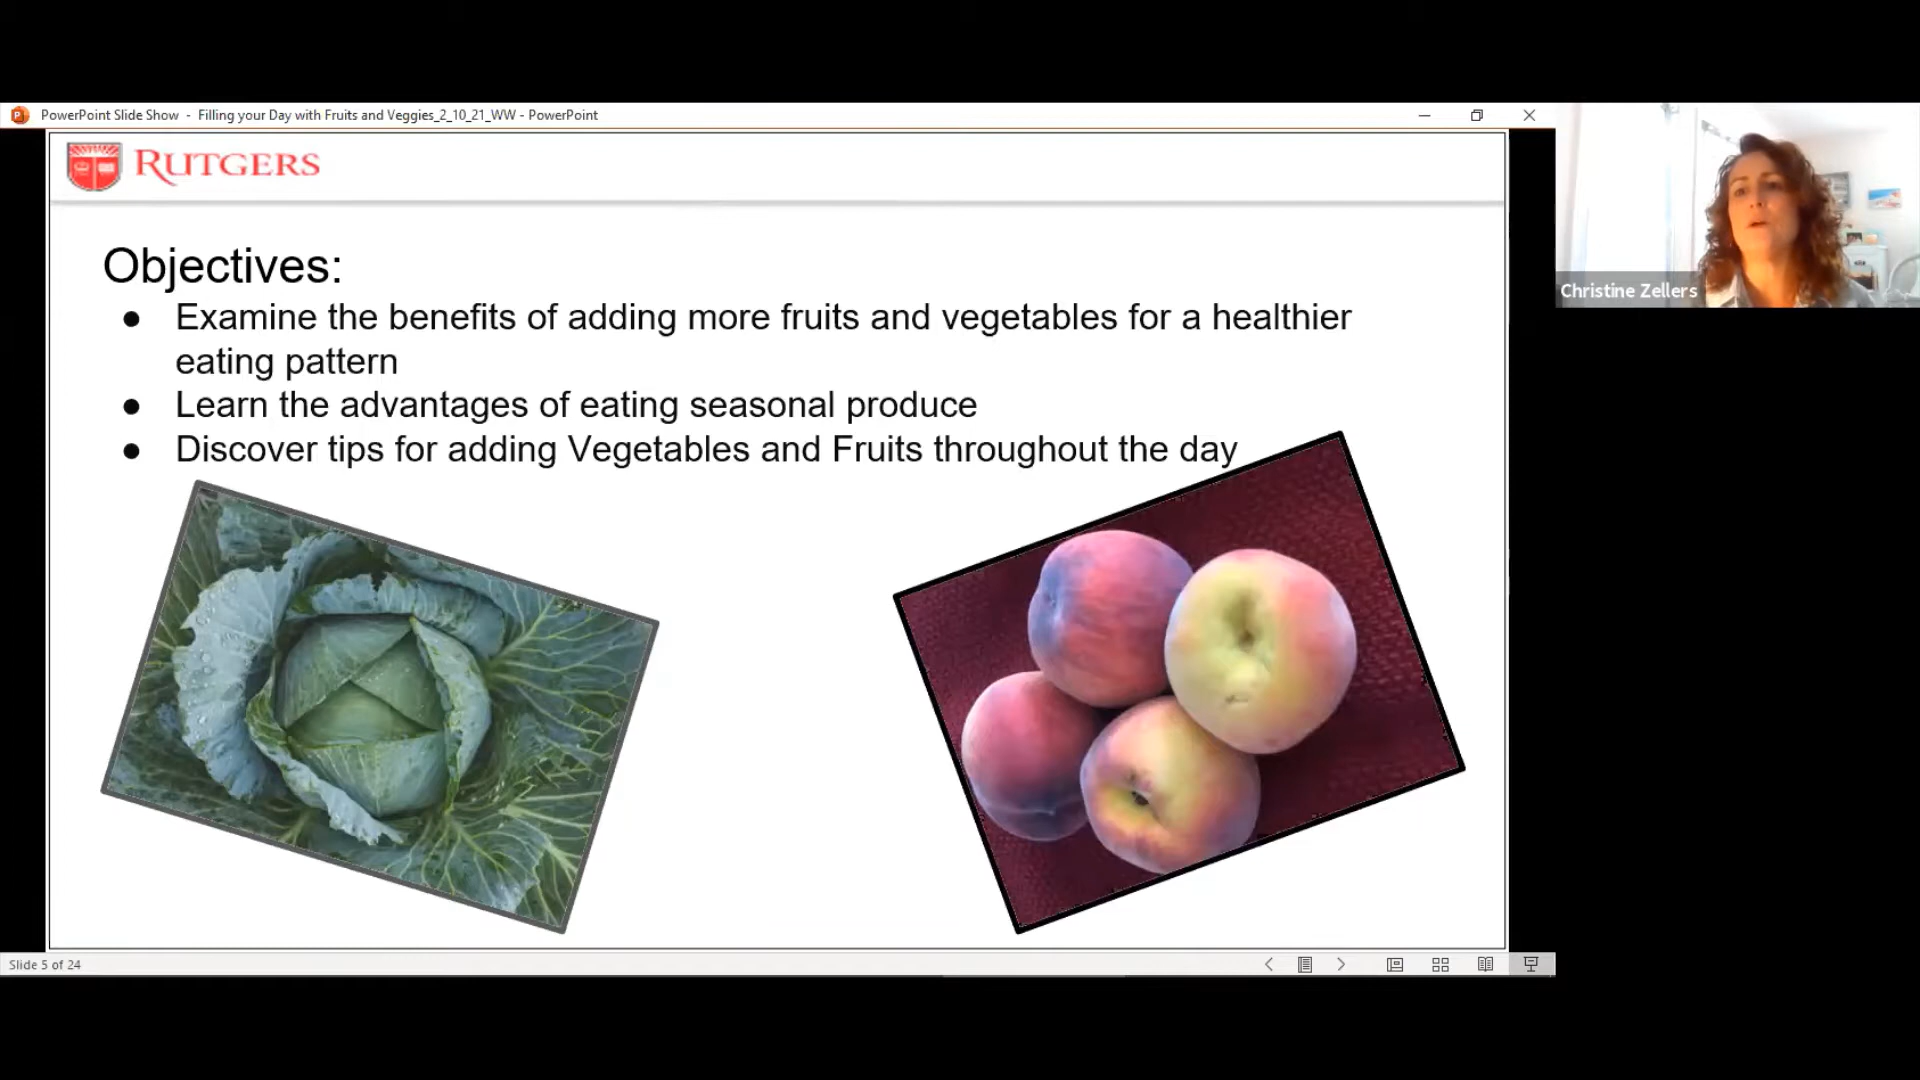 PowerPoint Slide Show - Filling your Day with Fruits and Veggies_2_10_21_WW - PowerPoint
RUTGERS
Objectives:
● Examine the benefits of adding more fruits and vegetables for a healthier
eating pattern
● Learn the advantages of eating seasonal produce
● Discover tips for adding Vegetables and Fruits throughout the day
Christine Zellers
Slide 5 of 24